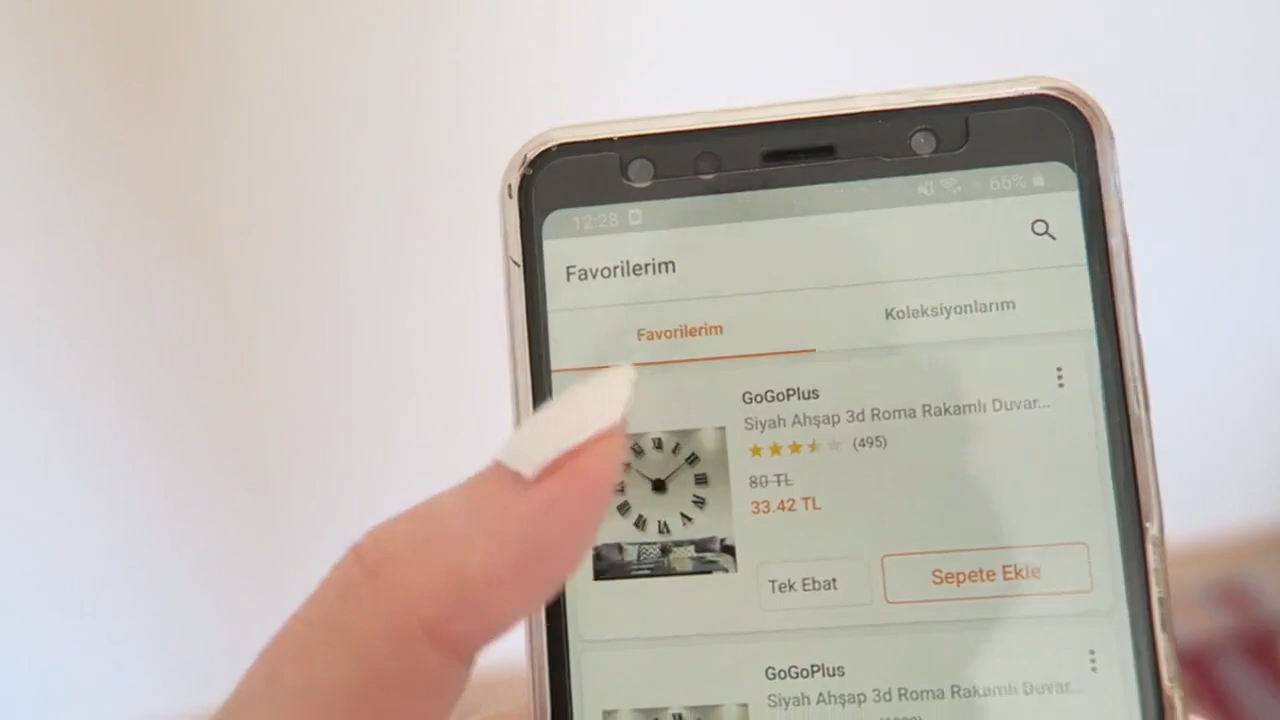 12:28
66%
Favorilerim
Favorilerim
Koleksiyonlarım
GoGoPlus
Siyah Ahşap 3d Roma Rakamlı Duvar...
(495)
80 TL
33.42 TL
Tek Ebat
Sepete Ekle
GoGoPlus
Siyah Ahşap 3d Roma Rakamlı Duvar...